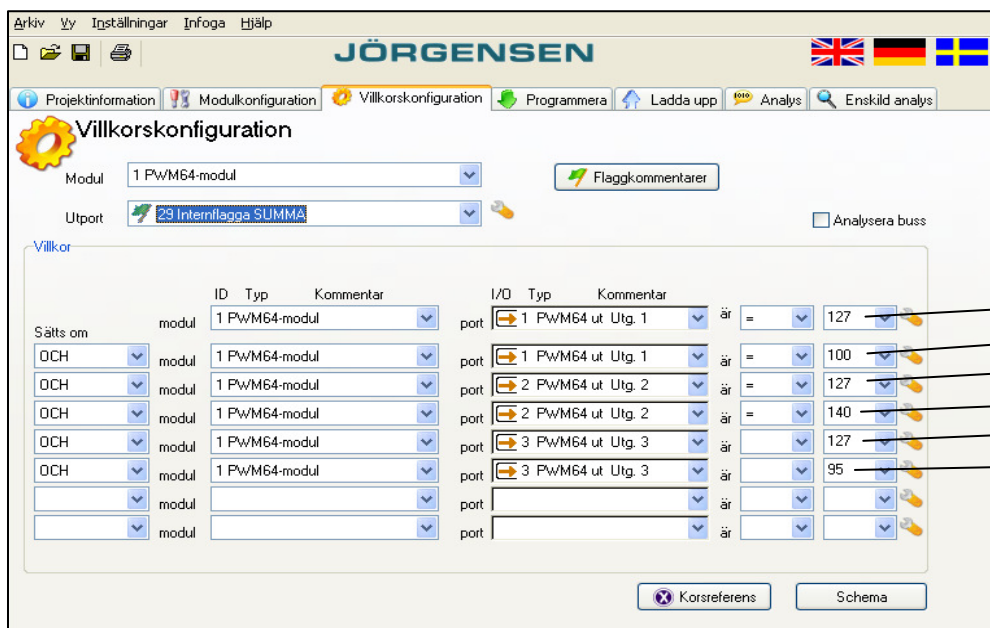 Arkiv Vy Inställningar Infoga Hjälp
JÖRGENSEN
Projektinformation Modulkonfiguration Villkorskonfiguration Programmera Ladda upp Analys Enskild analys
Villkorskonfiguration
Modul 1 PWM64-modul Flaggkommentarer
Utport 29 Internflagga SUMMA Analysera buss
Villkor
ID Typ Kommentar I/O Typ Kommentar
modul 1 PWM64-modul port 1 PWM64 ut Utg. 1 är = 127
Sätts om
OCH modul 1 PWM64-modul port 1 PWM64 ut Utg. 1 är = 100
OCH modul 1 PWM64-modul port 2 PWM64 ut Utg. 2 är = 127
OCH modul 1 PWM64-modul port 2 PWM64 ut Utg. 2 är = 140
OCH modul 1 PWM64-modul port 3 PWM64 ut Utg. 3 är 127
OCH modul 1 PWM64-modul port 3 PWM64 ut Utg. 3 är 95
modul port är
modul port är
Korsreferens Schema